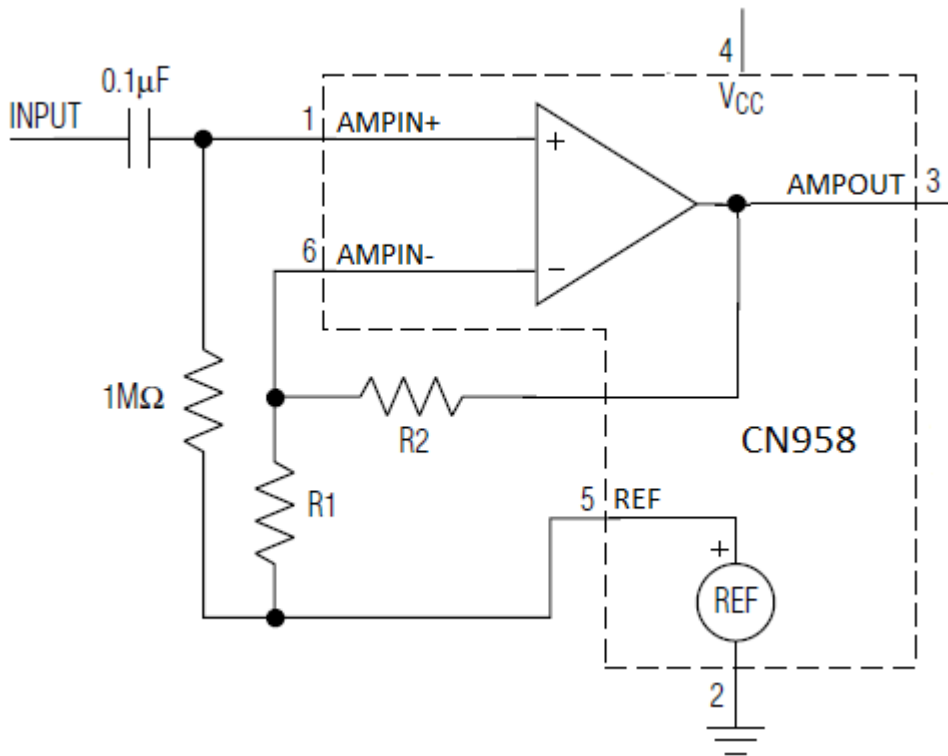 4
0.1μF
VCC
INPUT
1
AMPIN+
+
AMPOUT
3
6
AMPIN-
−
1MΩ
R2
CN958
R1
5
REF
+
REF
2